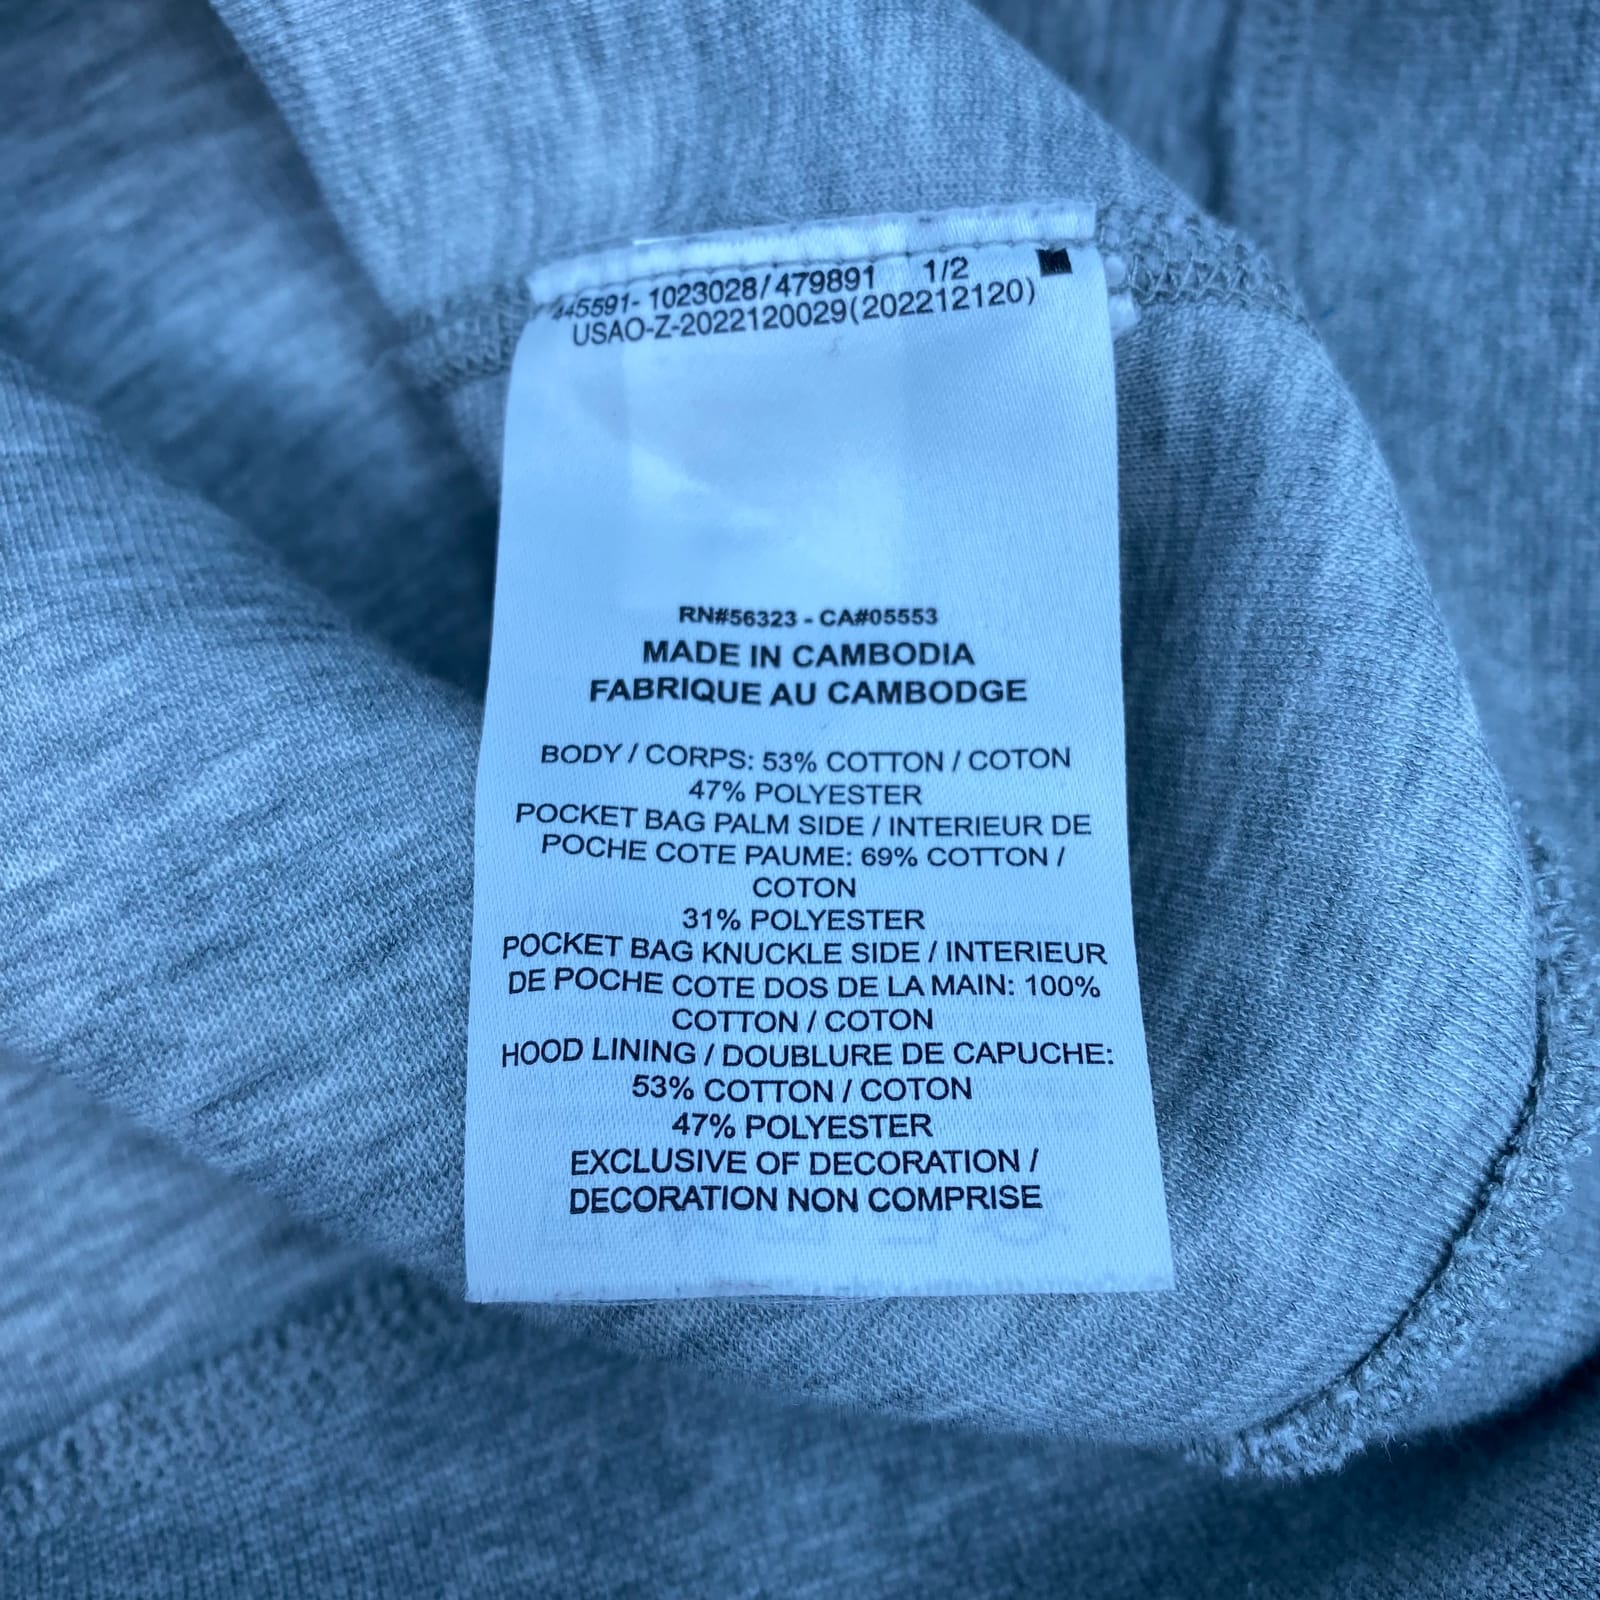 445591-1023028/479891 1/2
USAO-Z-2022120029(202212120)
RN#56323 - CA#05553
MADE IN CAMBODIA
FABRIQUE AU CAMBODGE
BODY / CORPS: 53% COTTON / COTON
47% POLYESTER
POCKET BAG PALM SIDE / INTERIEUR DE
POCHE COTE PAUME: 69% COTTON /
COTON
31% POLYESTER
POCKET BAG KNUCKLE SIDE / INTERIEUR
DE POCHE COTE DOS DE LA MAIN: 100%
COTTON / COTON
HOOD LINING / DOUBLURE DE CAPUCHE:
53% COTTON / COTON
47% POLYESTER
EXCLUSIVE OF DECORATION /
DECORATION NON COMPRISE